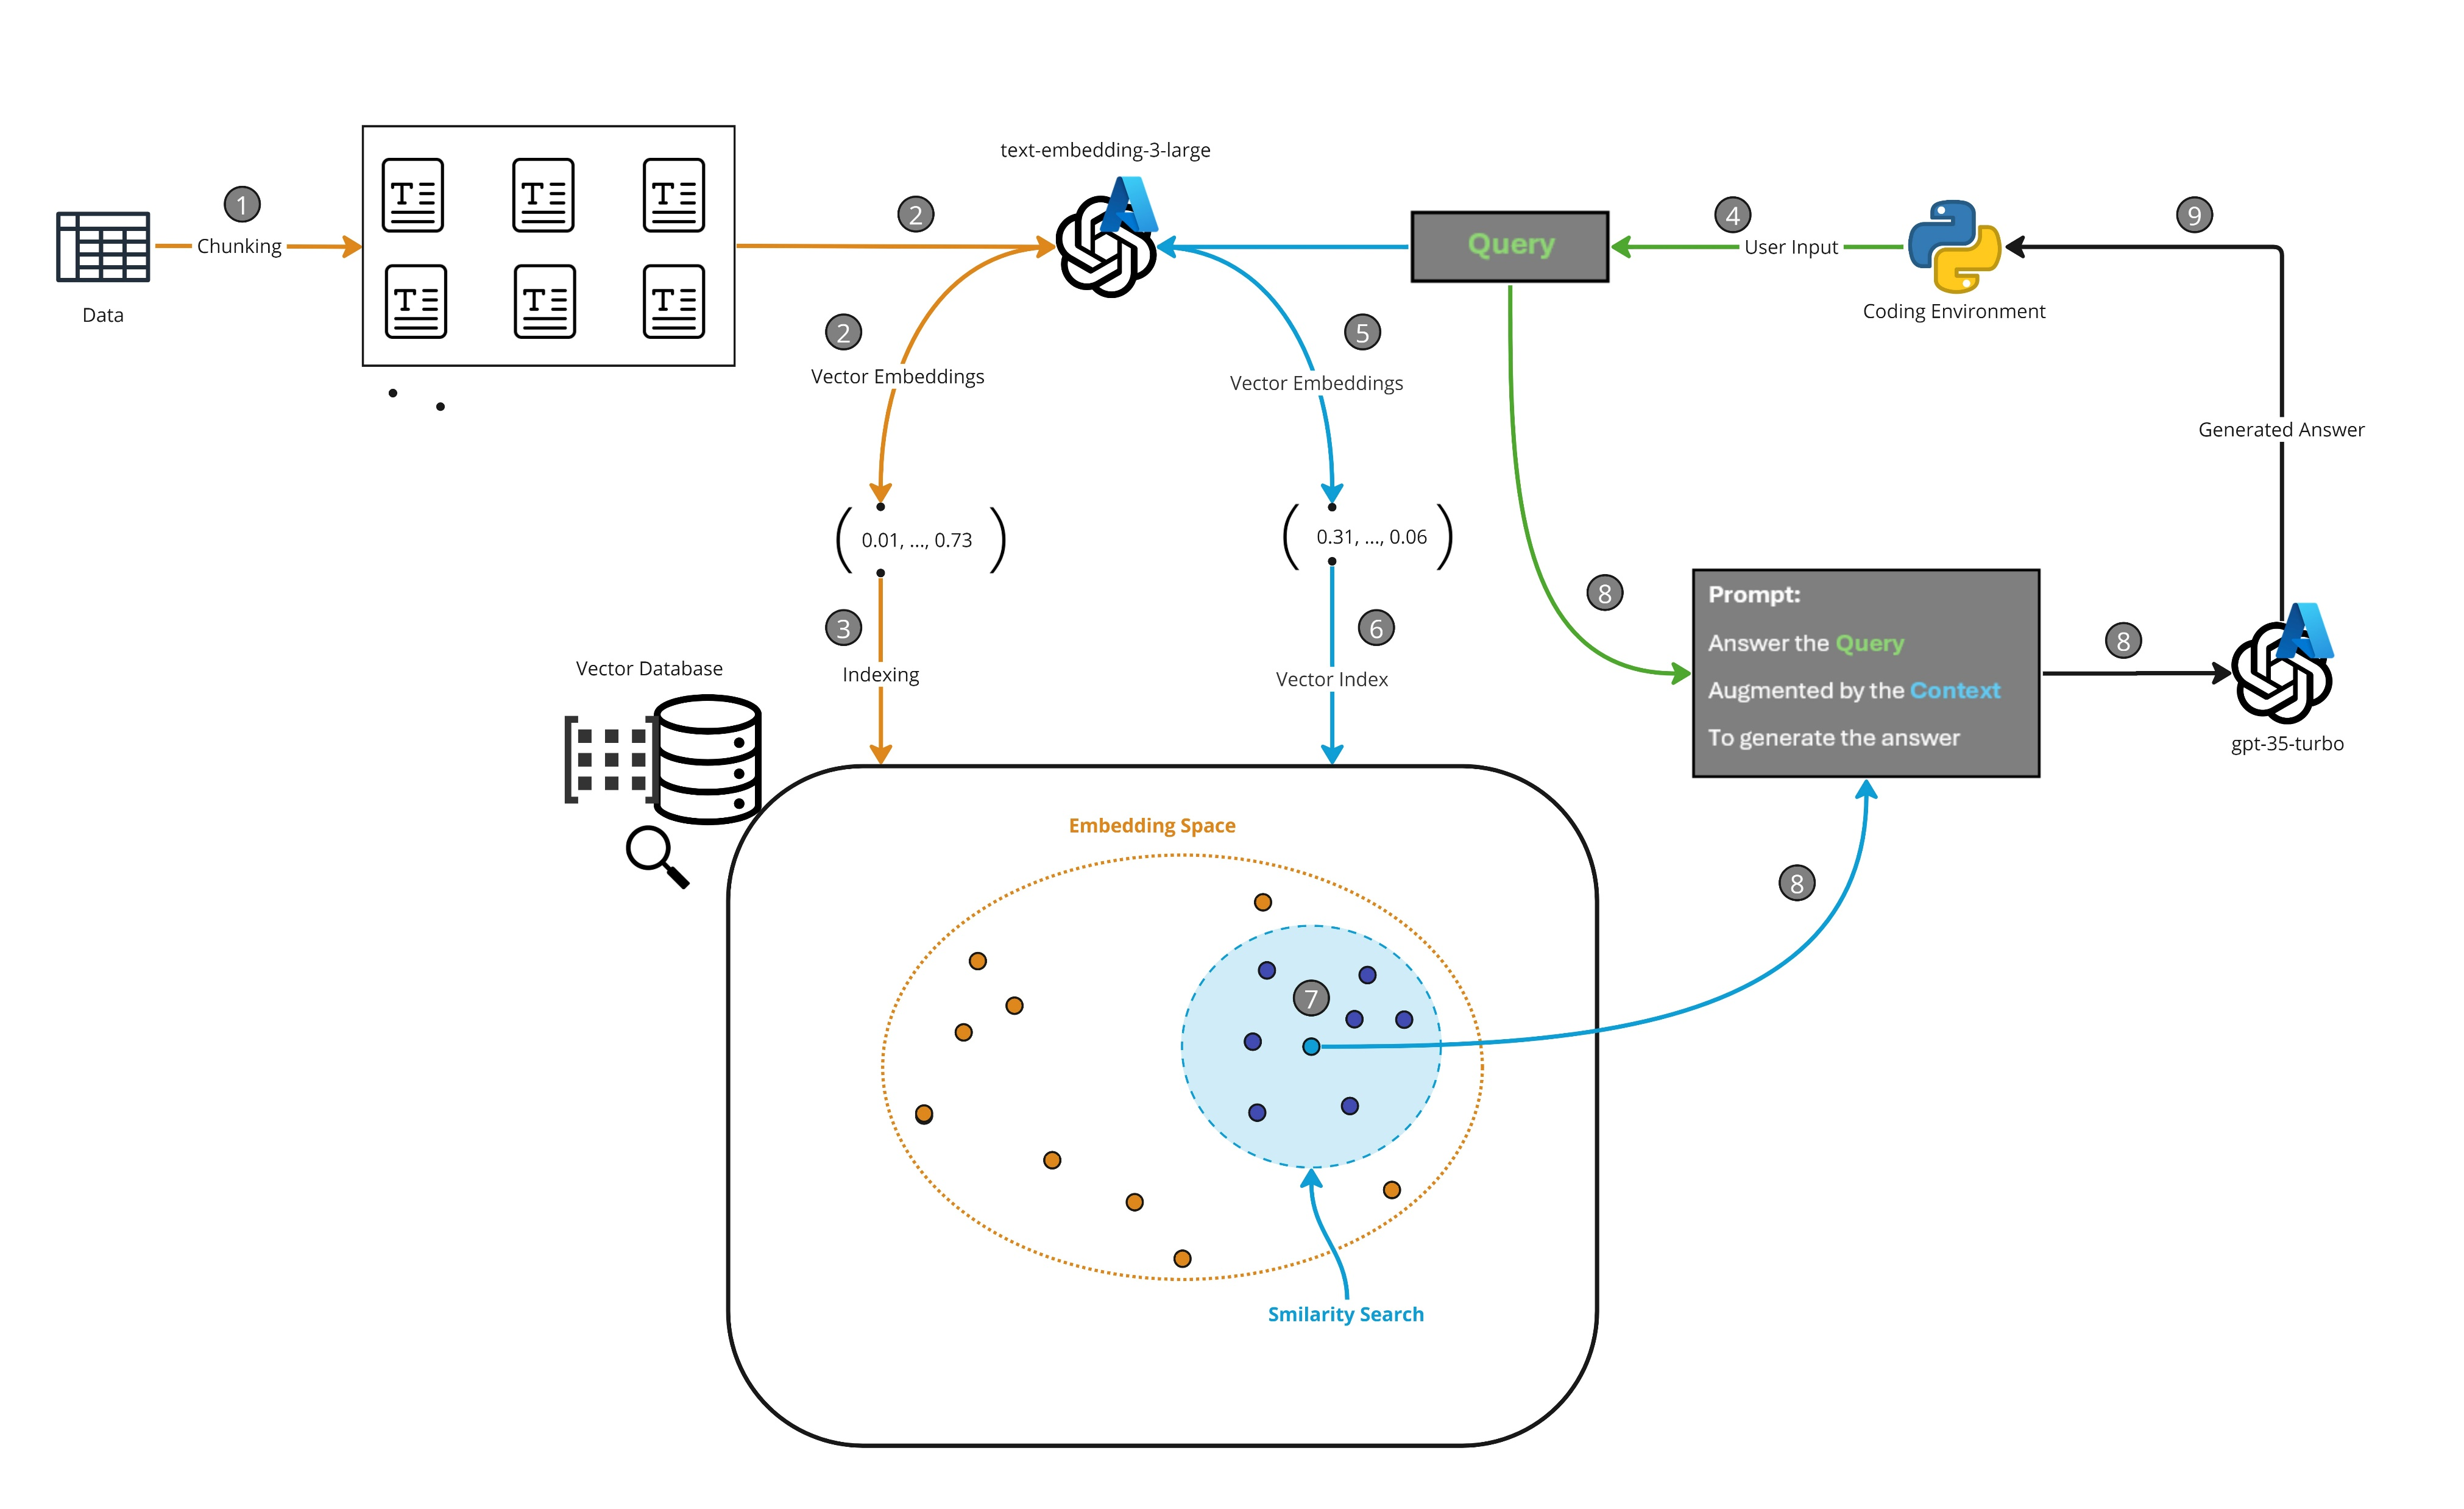 text-embedding-3-large
1
2
4
9
Chunking
Query
User Input
Data
Coding Environment
2
5
Vector Embeddings
Vector Embeddings
Generated Answer
0.01, ..., 0.73
0.31, ..., 0.06
8
Prompt:
Answer the Query
Augmented by the Context
To generate the answer
3
6
8
Vector Database
Indexing
Vector Index
gpt-35-turbo
Embedding Space
8
7
Smilarity Search